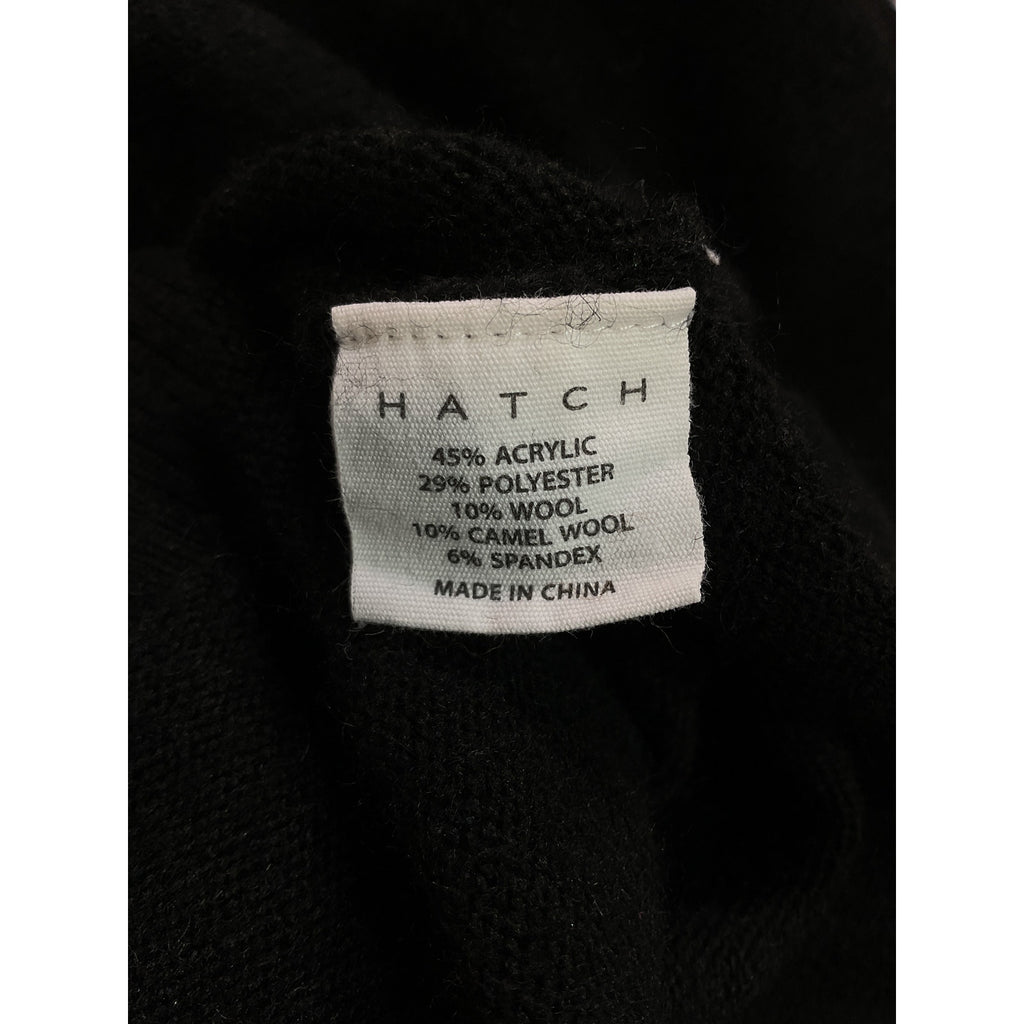 HATCH
45% ACRYLIC
29% POLYESTER
10% WOOL
10% CAMEL WOOL
6% SPANDEX
MADE IN CHINA